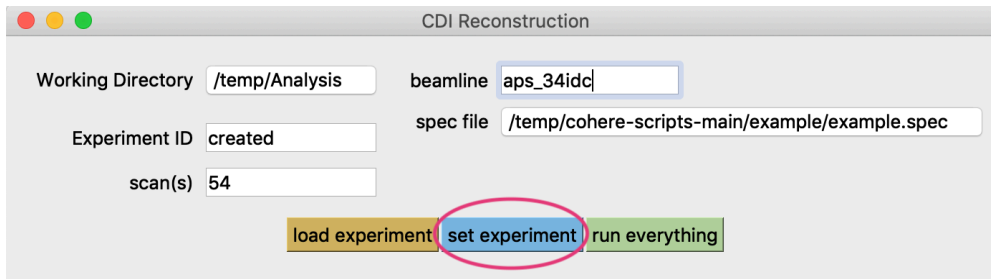 CDI Reconstruction
Working Directory /temp/Analysis beamline aps_34idc
spec file /temp/cohere-scripts-main/example/example.spec
Experiment ID created
scan(s) 54
load experiment set experiment run everything